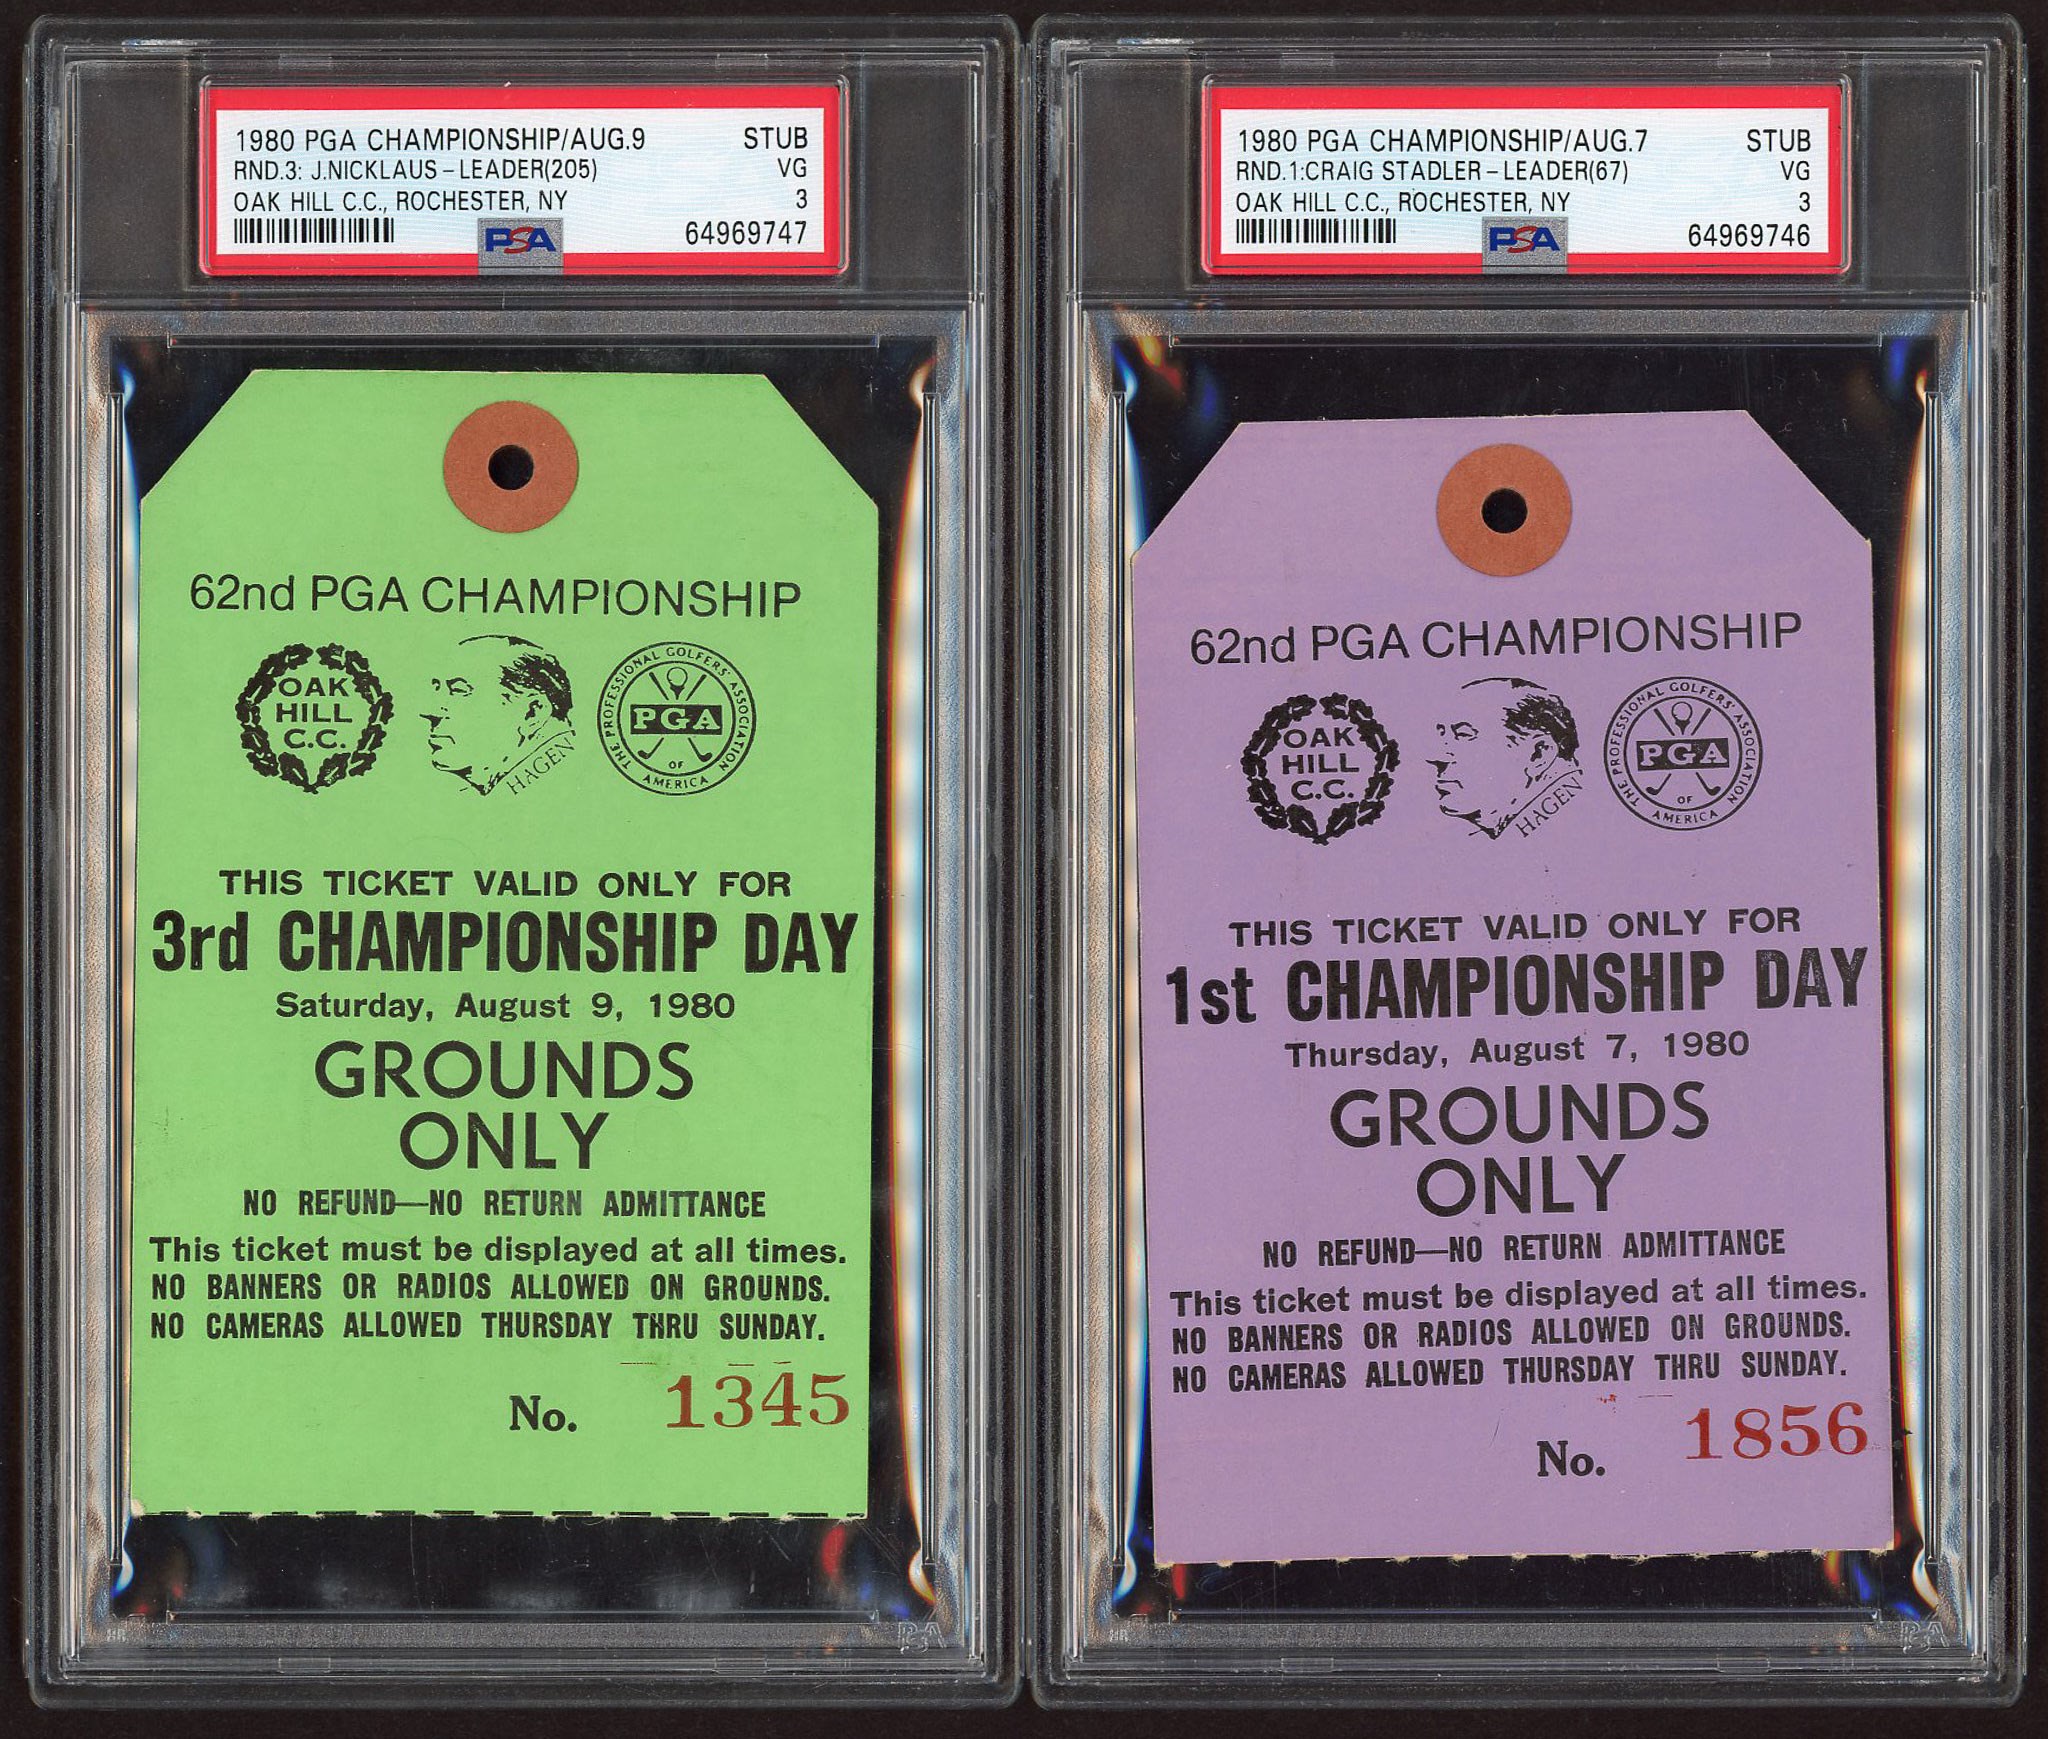 1980 PGA CHAMPIONSHIP/AUG.9 STUB
RND.3: J.NICKLAUS-LEADER(205) VG
OAK HILL C.C., ROCHESTER, NY 3
PSA 64969747
62nd PGA CHAMPIONSHIP
OAK
HILL
C.C.
HAGEN
THE PROFESSIONAL GOLFERS' ASSOCIATION
PGA
OF
AMERICA
THIS TICKET VALID ONLY FOR
3rd CHAMPIONSHIP DAY
Saturday, August 9, 1980
GROUNDS
ONLY
NO REFUND—NO RETURN ADMITTANCE
This ticket must be displayed at all times.
NO BANNERS OR RADIOS ALLOWED ON GROUNDS.
NO CAMERAS ALLOWED THURSDAY THRU SUNDAY.
No. 1345
PSA
1980 PGA CHAMPIONSHIP/AUG.7 STUB
RND.1:CRAIG STADLER-LEADER(67) VG
OAK HILL C.C., ROCHESTER, NY 3
PSA 64969746
62nd PGA CHAMPIONSHIP
OAK
HILL
C.C.
HAGEN
THE PROFESSIONAL GOLFERS' ASSOCIATION
PGA
OF
AMERICA
THIS TICKET VALID ONLY FOR
1st CHAMPIONSHIP DAY
Thursday, August 7, 1980
GROUNDS
ONLY
NO REFUND—NO RETURN ADMITTANCE
This ticket must be displayed at all times.
NO BANNERS OR RADIOS ALLOWED ON GROUNDS.
NO CAMERAS ALLOWED THURSDAY THRU SUNDAY.
No. 1856
PSA